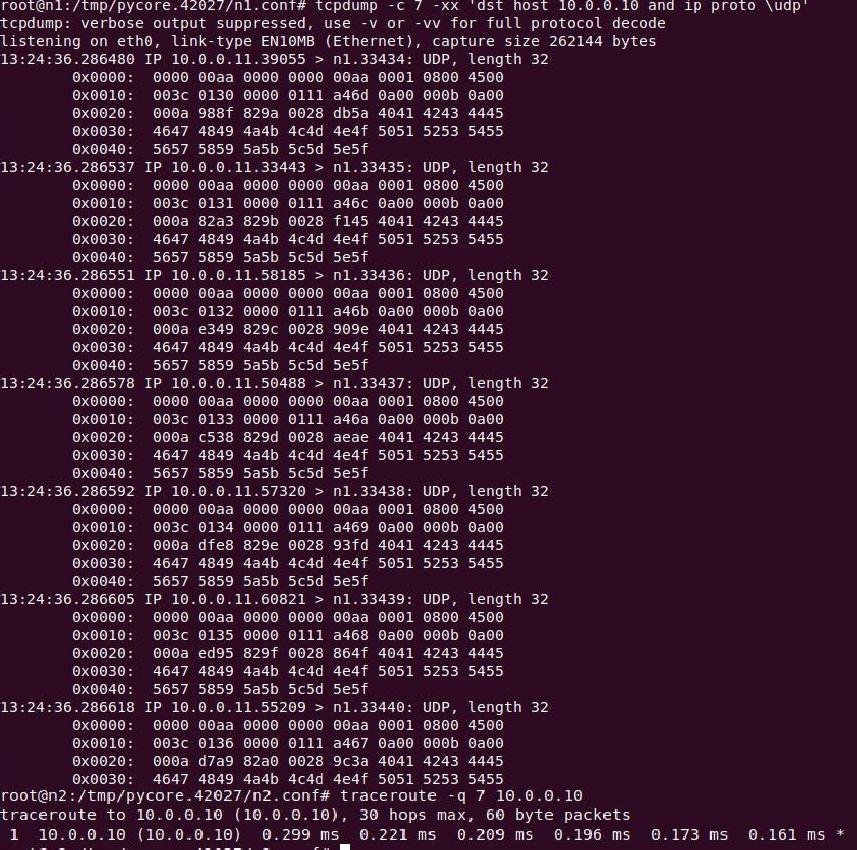 root@n1:/tmp/pycore.42027/n1.conf# tcpdump -c 7 -xx 'dst host 10.0.0.10 and ip proto \udp'
tcpdump: verbose output suppressed, use -v or -vv for full protocol decode
listening on eth0, link-type EN10MB (Ethernet), capture size 262144 bytes
13:24:36.286480 IP 10.0.0.11.39055 > n1.33434: UDP, length 32
0x0000:  0000 00aa 0000 0000 00aa 0001 0800 4500
0x0010:  003c 0130 0000 0111 a46d 0a00 000b 0a00
0x0020:  000a 988f 829a 0028 db5a 4041 4243 4445
0x0030:  4647 4849 4a4b 4c4d 4e4f 5051 5253 5455
0x0040:  5657 5859 5a5b 5c5d 5e5f
13:24:36.286537 IP 10.0.0.11.33443 > n1.33435: UDP, length 32
0x0000:  0000 00aa 0000 0000 00aa 0001 0800 4500
0x0010:  003c 0131 0000 0111 a46c 0a00 000b 0a00
0x0020:  000a 82a3 829b 0028 f145 4041 4243 4445
0x0030:  4647 4849 4a4b 4c4d 4e4f 5051 5253 5455
0x0040:  5657 5859 5a5b 5c5d 5e5f
13:24:36.286551 IP 10.0.0.11.58185 > n1.33436: UDP, length 32
0x0000:  0000 00aa 0000 0000 00aa 0001 0800 4500
0x0010:  003c 0132 0000 0111 a46b 0a00 000b 0a00
0x0020:  000a e349 829c 0028 909e 4041 4243 4445
0x0030:  4647 4849 4a4b 4c4d 4e4f 5051 5253 5455
0x0040:  5657 5859 5a5b 5c5d 5e5f
13:24:36.286578 IP 10.0.0.11.50488 > n1.33437: UDP, length 32
0x0000:  0000 00aa 0000 0000 00aa 0001 0800 4500
0x0010:  003c 0133 0000 0111 a46a 0a00 000b 0a00
0x0020:  000a c538 829d 0028 aeae 4041 4243 4445
0x0030:  4647 4849 4a4b 4c4d 4e4f 5051 5253 5455
0x0040:  5657 5859 5a5b 5c5d 5e5f
13:24:36.286592 IP 10.0.0.11.57320 > n1.33438: UDP, length 32
0x0000:  0000 00aa 0000 0000 00aa 0001 0800 4500
0x0010:  003c 0134 0000 0111 a469 0a00 000b 0a00
0x0020:  000a dfe8 829e 0028 93fd 4041 4243 4445
0x0030:  4647 4849 4a4b 4c4d 4e4f 5051 5253 5455
0x0040:  5657 5859 5a5b 5c5d 5e5f
13:24:36.286605 IP 10.0.0.11.60821 > n1.33439: UDP, length 32
0x0000:  0000 00aa 0000 0000 00aa 0001 0800 4500
0x0010:  003c 0135 0000 0111 a468 0a00 000b 0a00
0x0020:  000a ed95 829f 0028 864f 4041 4243 4445
0x0030:  4647 4849 4a4b 4c4d 4e4f 5051 5253 5455
0x0040:  5657 5859 5a5b 5c5d 5e5f
13:24:36.286618 IP 10.0.0.11.55209 > n1.33440: UDP, length 32
0x0000:  0000 00aa 0000 0000 00aa 0001 0800 4500
0x0010:  003c 0136 0000 0111 a467 0a00 000b 0a00
0x0020:  000a d7a9 82a0 0028 9c3a 4041 4243 4445
0x0030:  4647 4849 4a4b 4c4d 4e4f 5051 5253 5455
root@n2:/tmp/pycore.42027/n2.conf# traceroute -q 7 10.0.0.10
traceroute to 10.0.0.10 (10.0.0.10), 30 hops max, 60 byte packets
1  10.0.0.10 (10.0.0.10)  0.299 ms  0.221 ms  0.209 ms  0.196 ms  0.173 ms  0.161 ms *